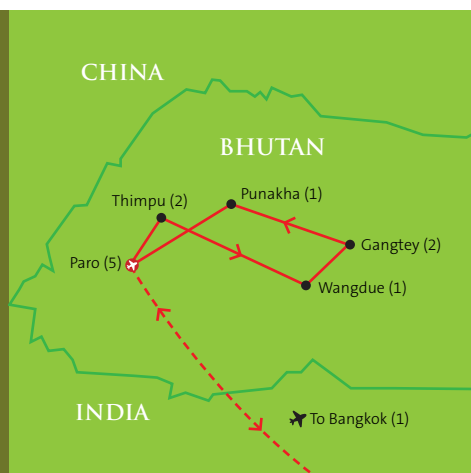 CHINA
BHUTAN
Thimpu (2)
Punakha (1)
Paro (5)
Gangtey (2)
Wangdue (1)
INDIA
To Bangkok (1)